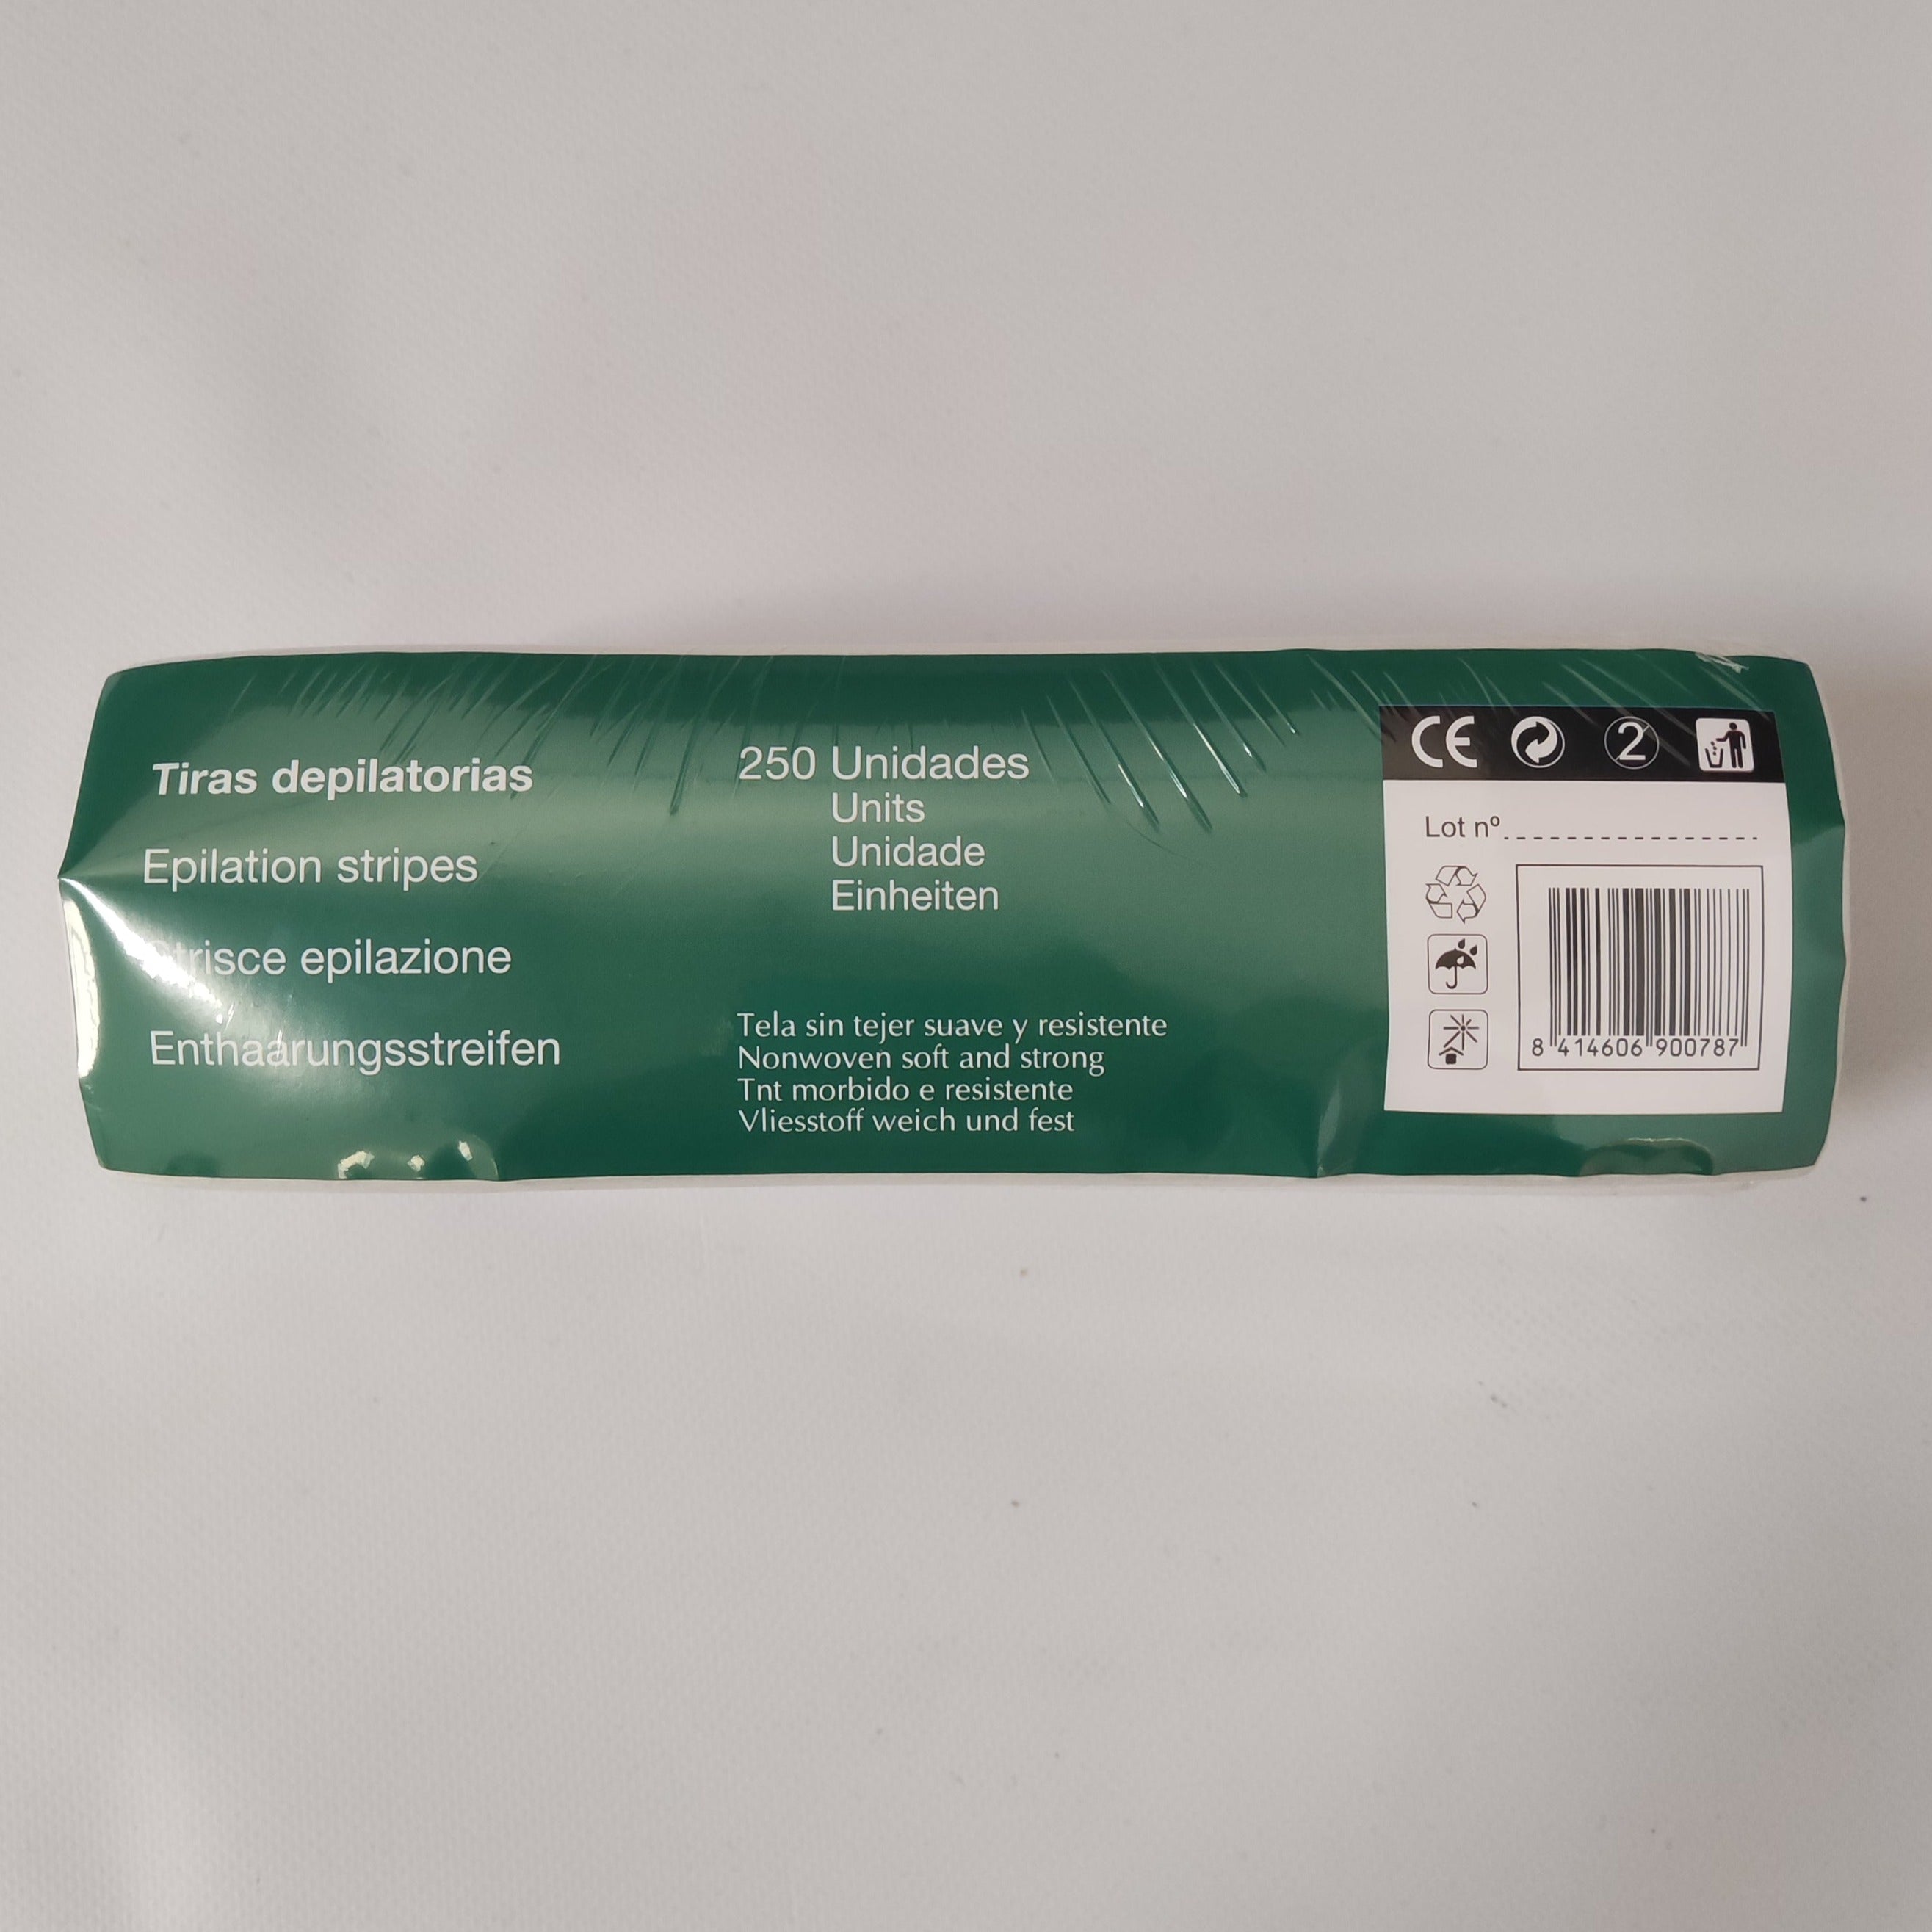 Tiras depilatorias
Epilation stripes
Strisce epilazione
Enthaarungsstreifen
250 Unidades
Units
Unidade
Einheiten
Tela sin tejer suave y resistente
Nonwoven soft and strong
Tnt morbido e resistente
Vliesstoff weich und fest
CE
2
Lot nº
8 414606 900787